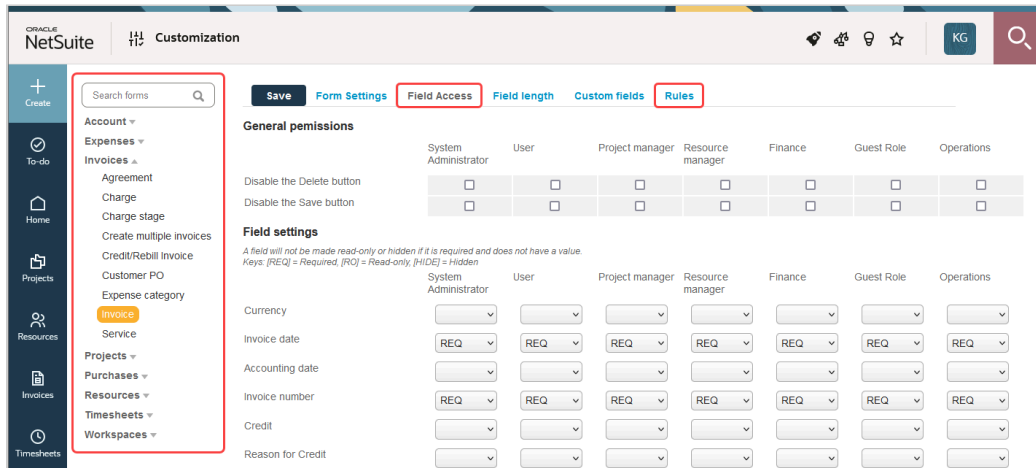 ORACLE
NetSuite
Customization
KG
Create
To-do
Home
Projects
Resources
Invoices
Timesheets
Search forms
Account
Expenses
Invoices
Agreement
Charge
Charge stage
Create multiple invoices
Credit/Rebill Invoice
Customer PO
Expense category
Invoice
Service
Projects
Purchases
Resources
Timesheets
Workspaces
Save Form Settings Field Access Field length Custom fields Rules
General pemissions
System Administrator User Project manager Resource manager Finance Guest Role Operations
Disable the Delete button
Disable the Save button
Field settings
A field will not be made read-only or hidden if it is required and does not have a value.
Keys: [REQ] = Required, [RO] = Read-only, [HIDE] = Hidden
System Administrator User Project manager Resource manager Finance Guest Role Operations
Currency
Invoice date REQ REQ REQ REQ REQ REQ REQ
Accounting date
Invoice number REQ REQ REQ REQ REQ REQ REQ
Credit
Reason for Credit